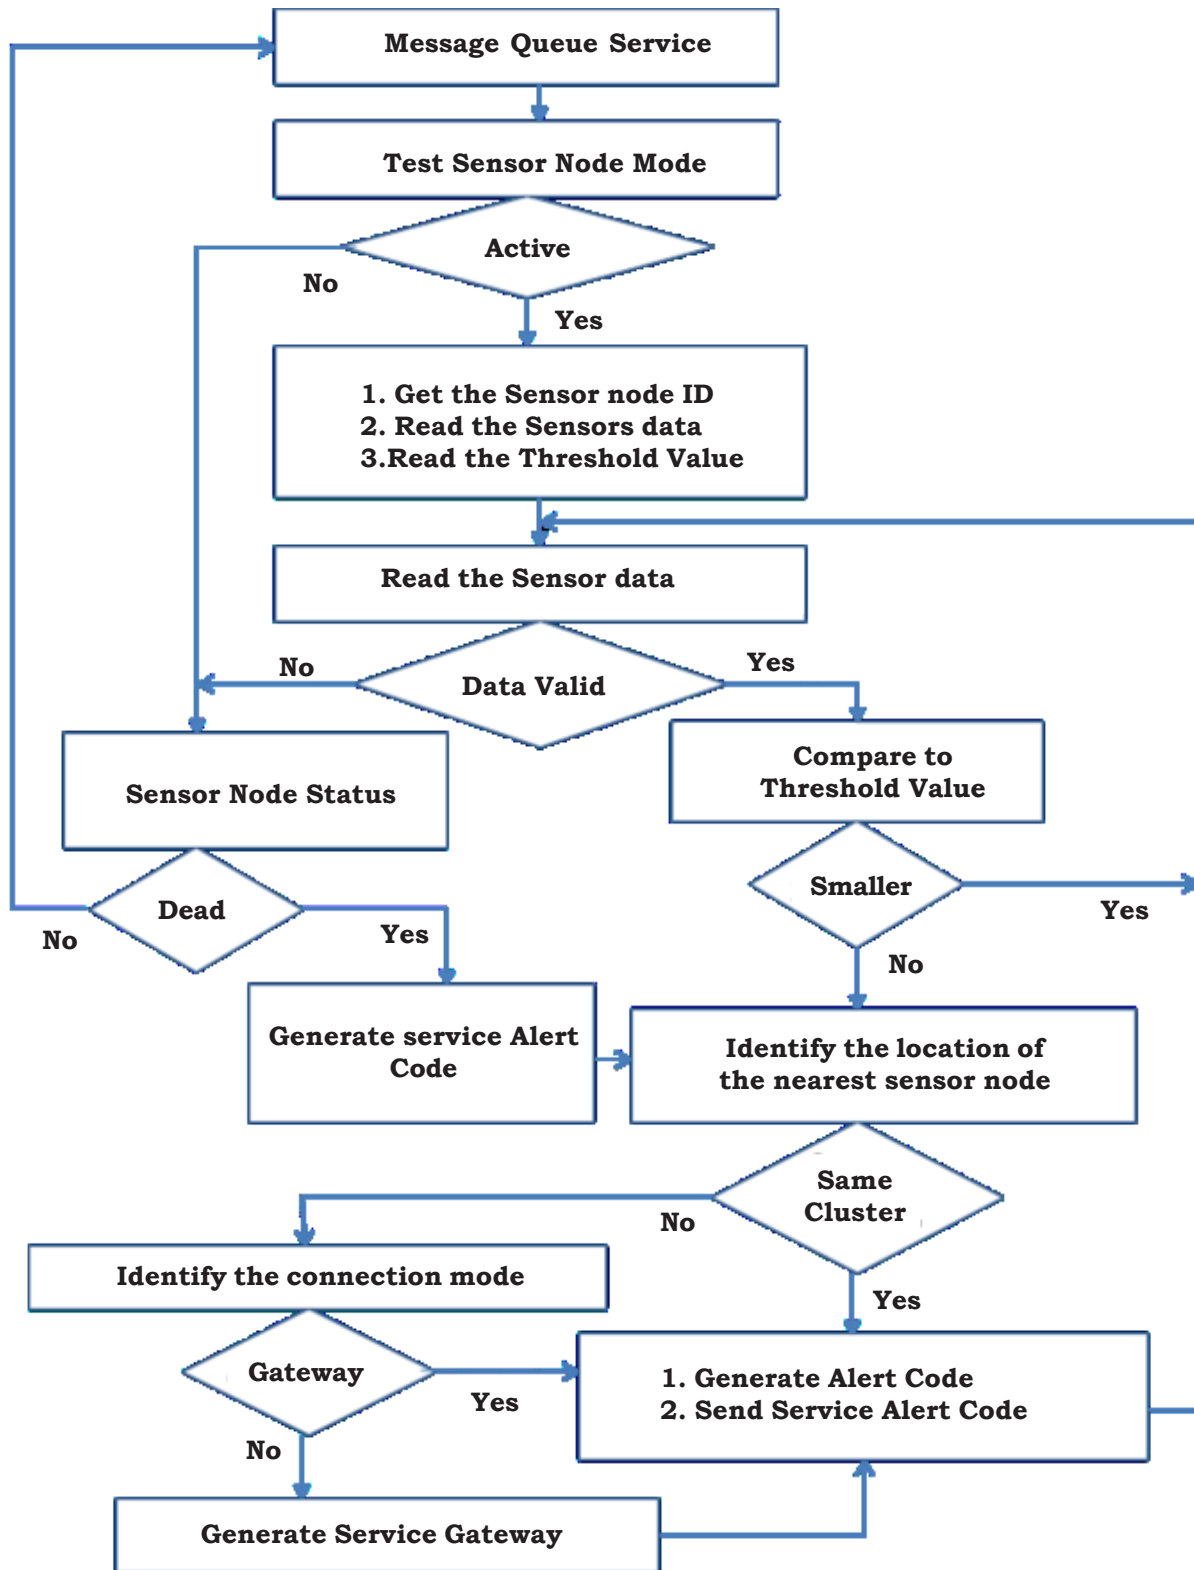 Message Queue Service
Test Sensor Node Mode
Active
No
Yes
1. Get the Sensor node ID
2. Read the Sensors data
3.Read the Threshold Value
Read the Sensor data
No
Data Valid
Yes
Sensor Node Status
Compare to
Threshold Value
Dead
No
Yes
Smaller
Yes
No
Generate service Alert
Code
Identify the location of
the nearest sensor node
Same
Cluster
No
Yes
Identify the connection mode
Gateway
Yes
No
1. Generate Alert Code
2. Send Service Alert Code
Generate Service Gateway